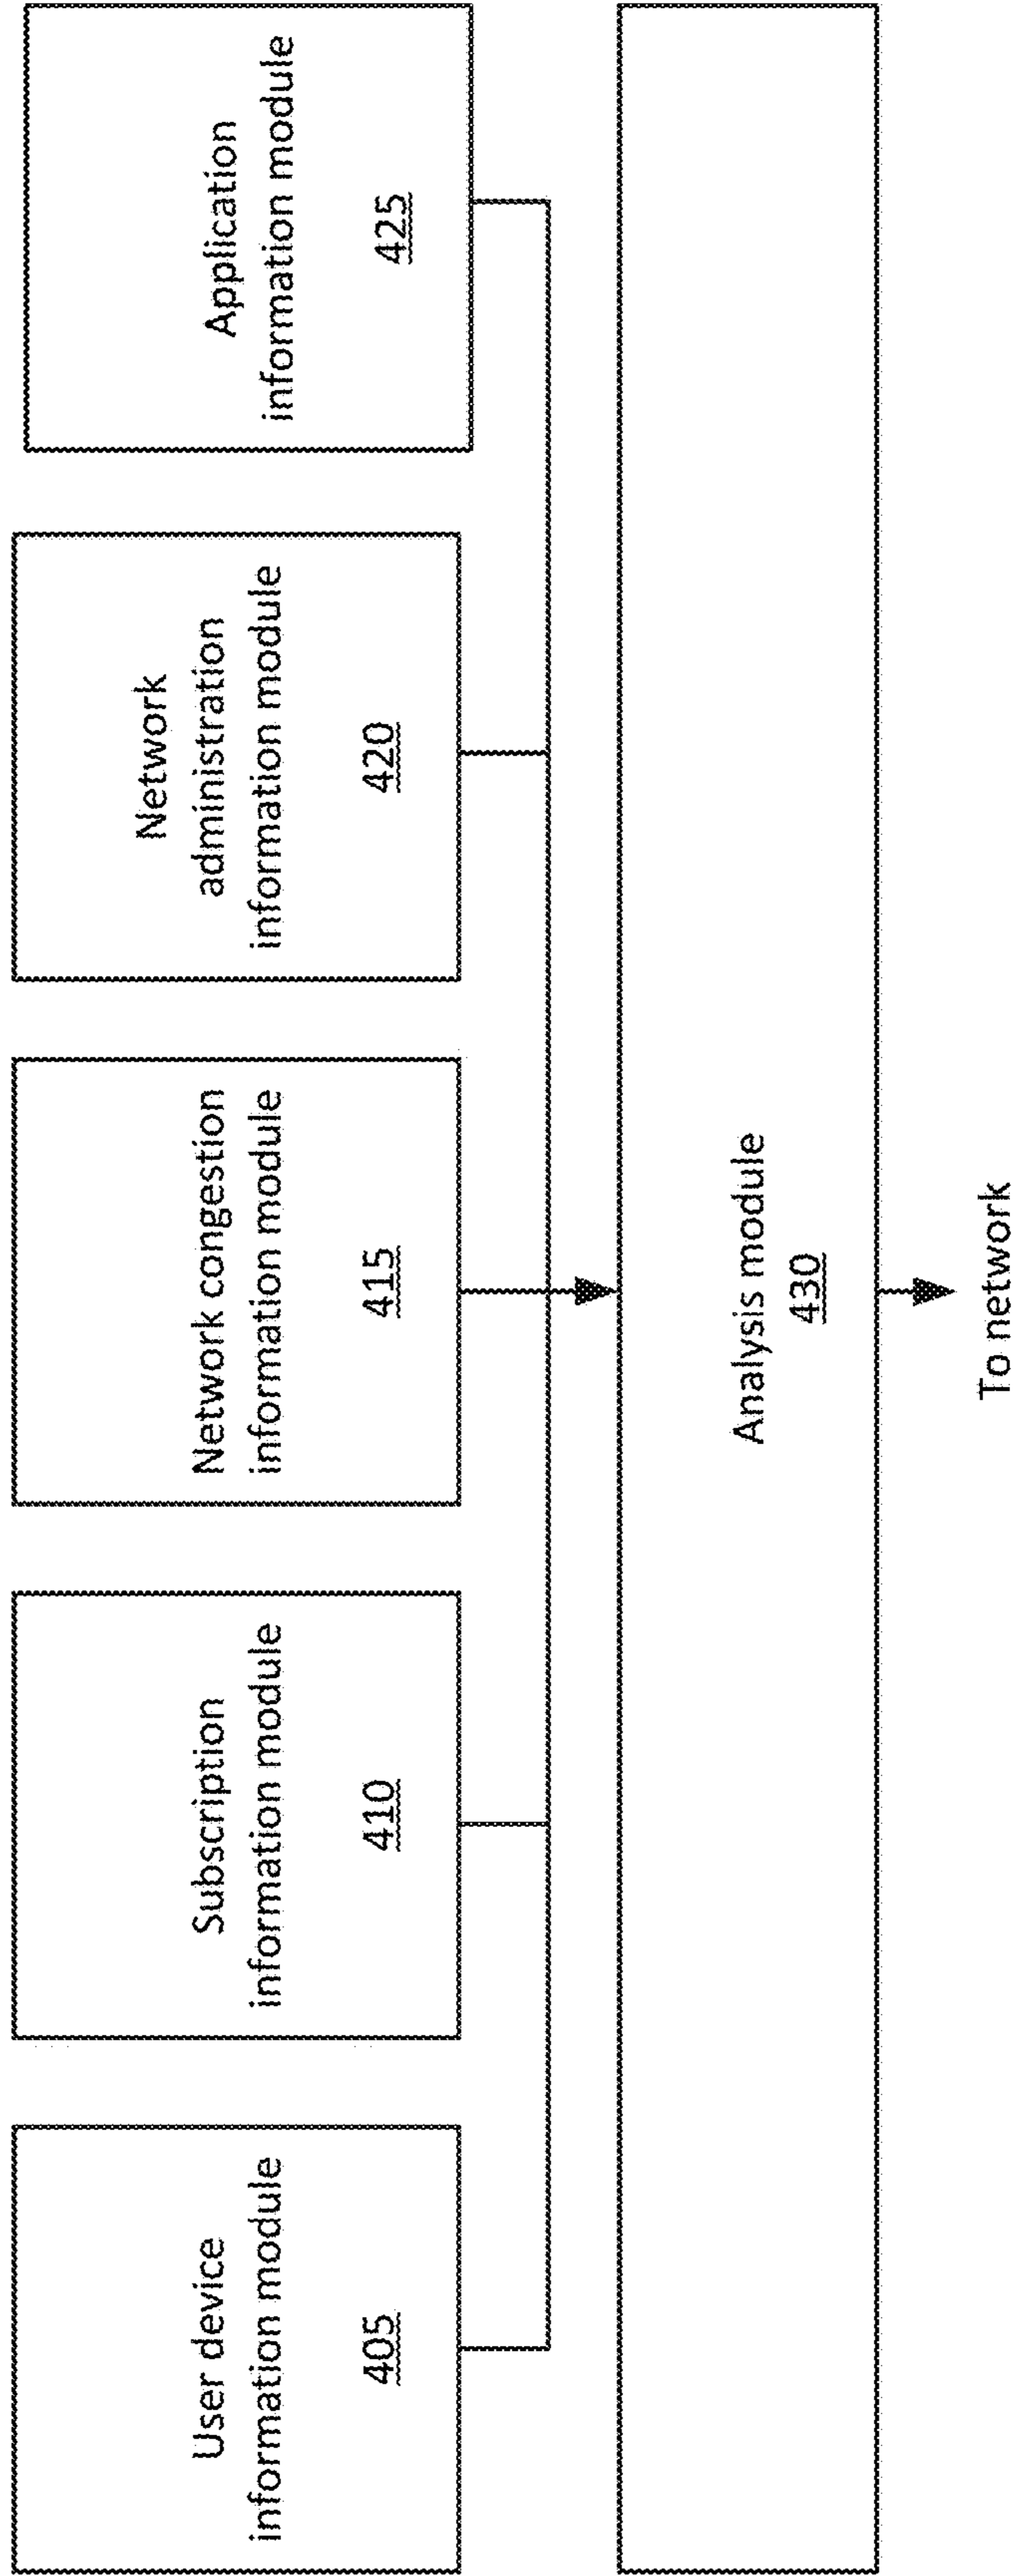 User device
information module
405
Subscription
information module
410
Network congestion
information module
415
Network
administration
information module
420
Application
information module
425
Analysis module
430
To network